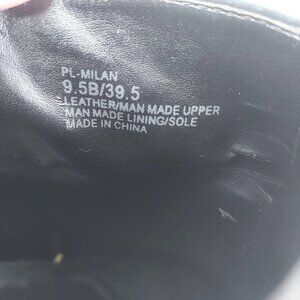 PL-MILAN
9.5B/39.5
LEATHER/MAN MADE UPPER
MAN MADE LINING/SOLE
MADE IN CHINA